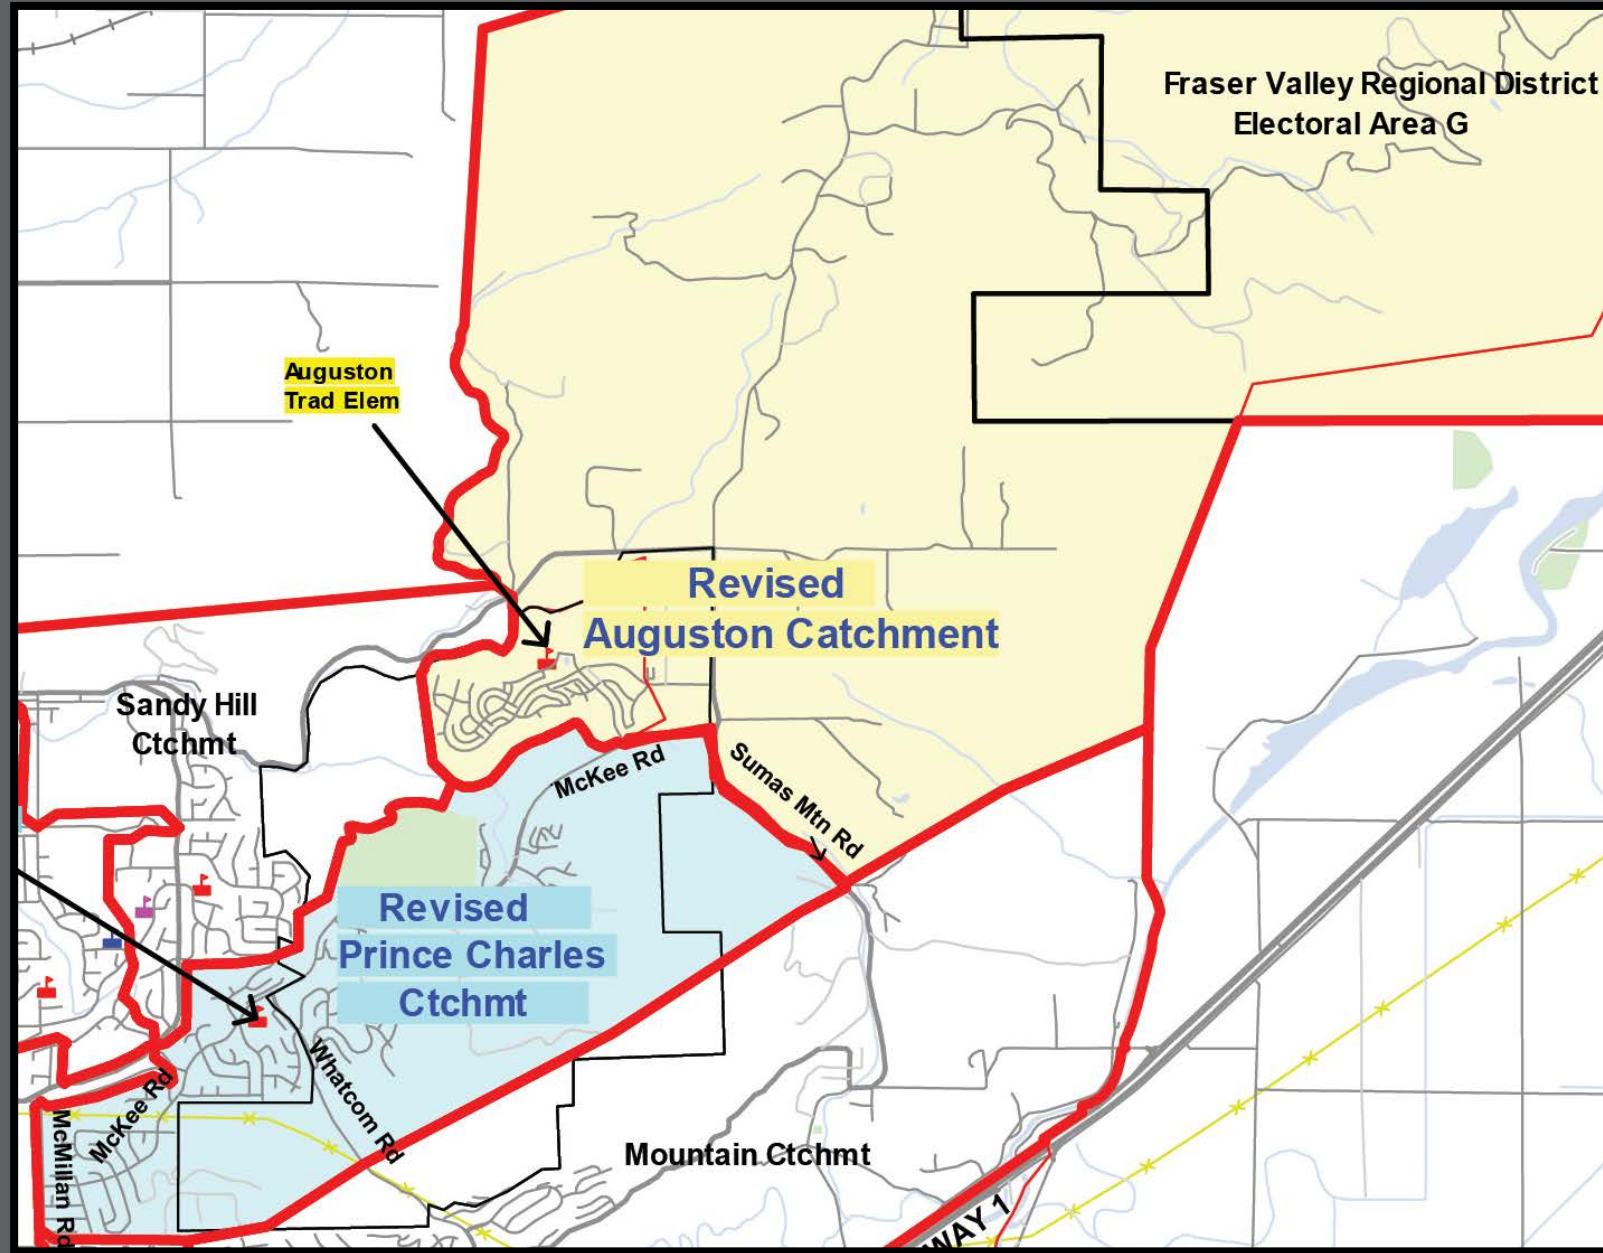 Fraser Valley Regional District
Electoral Area G
Auguston
Trad Elem
Revised
Auguston Catchment
Sandy Hill
Ctchmt
McKee Rd
Sumas Mtn Rd
Revised
Prince Charles
Ctchmt
Whatcom Rd
McKee Rd
McMillan Rd
Mountain Ctchmt
WAY 1